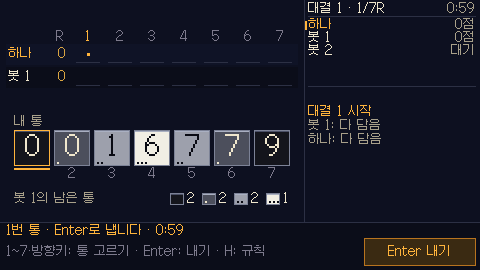 대결 1 · 1/7R 0:59
하나 0점
봇 1 0점
봇 2 대기
R 1 2 3 4 5 6 7
하나 0
봇 1 0
대결 1 시작
봇 1: 다 담음
하나: 다 담음
내 통
0 0 1 6 7 7 9
2 3 4 5 6 7
봇 1의 남은 통 2 2 2 1
1번 통 · Enter로 냅니다 · 0:59
1~7·방향키: 통 고르기 · Enter: 내기 · H: 규칙
Enter 내기